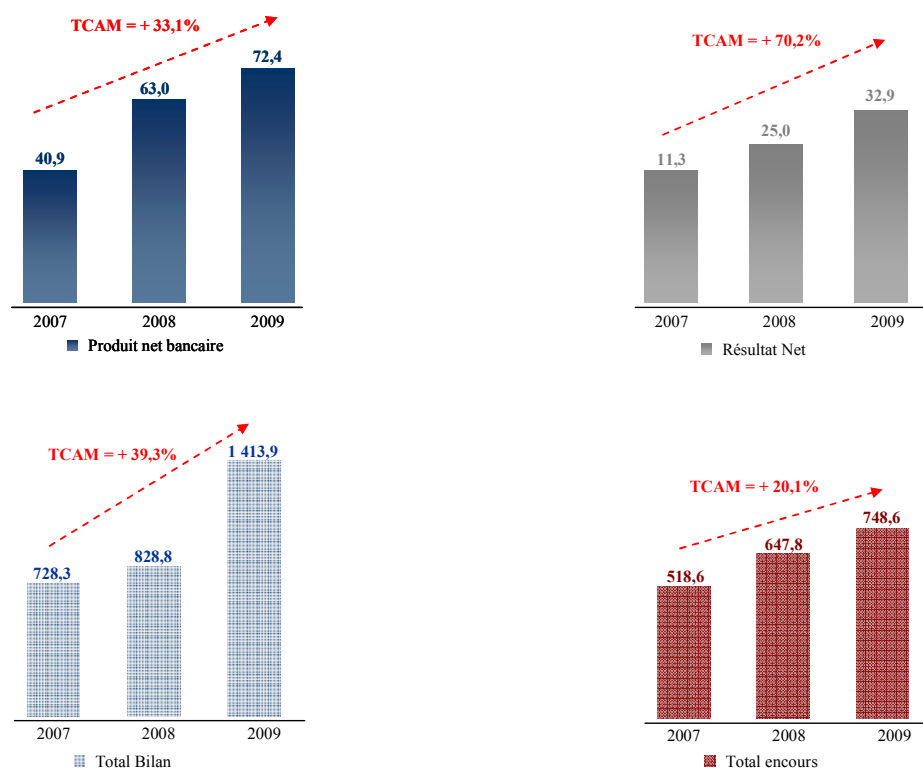 TCAM = + 33,1%
72,4
63,0
40,9
2007 2008 2009
Produit net bancaire
TCAM = + 70,2%
32,9
25,0
11,3
2007 2008 2009
Résultat Net
TCAM = + 39,3%
1 413,9
828,8
728,3
2007 2008 2009
Total Bilan
TCAM = + 20,1%
748,6
647,8
518,6
2007 2008 2009
Total encours